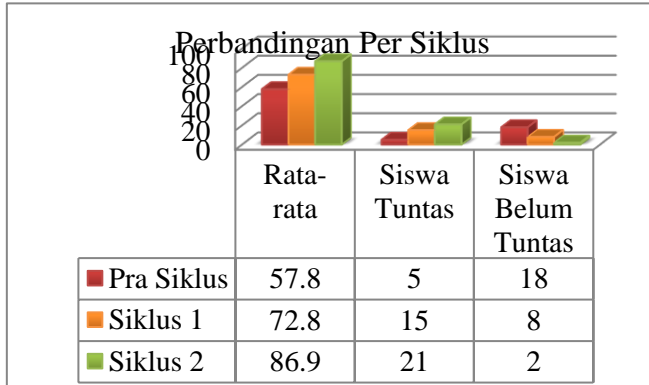 Perbandingan Per Siklus
100
80
60
40
20
0
Rata-rata Siswa Tuntas Siswa Belum Tuntas
Pra Siklus 57.8 5 18
Siklus 1 72.8 15 8
Siklus 2 86.9 21 2